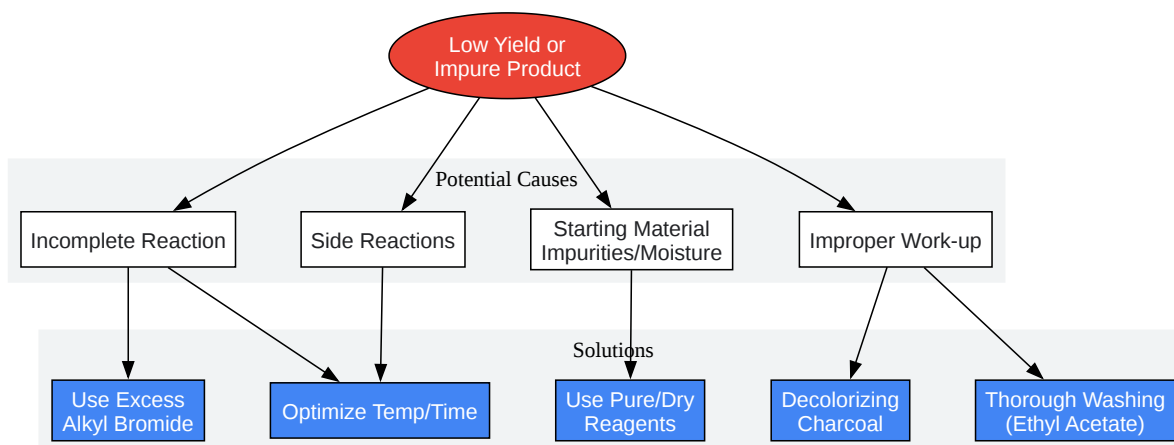 Low Yield or
Impure Product
Potential Causes
Incomplete Reaction
Side Reactions
Starting Material
Impurities/Moisture
Improper Work-up
Solutions
Use Excess
Alkyl Bromide
Optimize Temp/Time
Use Pure/Dry
Reagents
Decolorizing
Charcoal
Thorough Washing
(Ethyl Acetate)